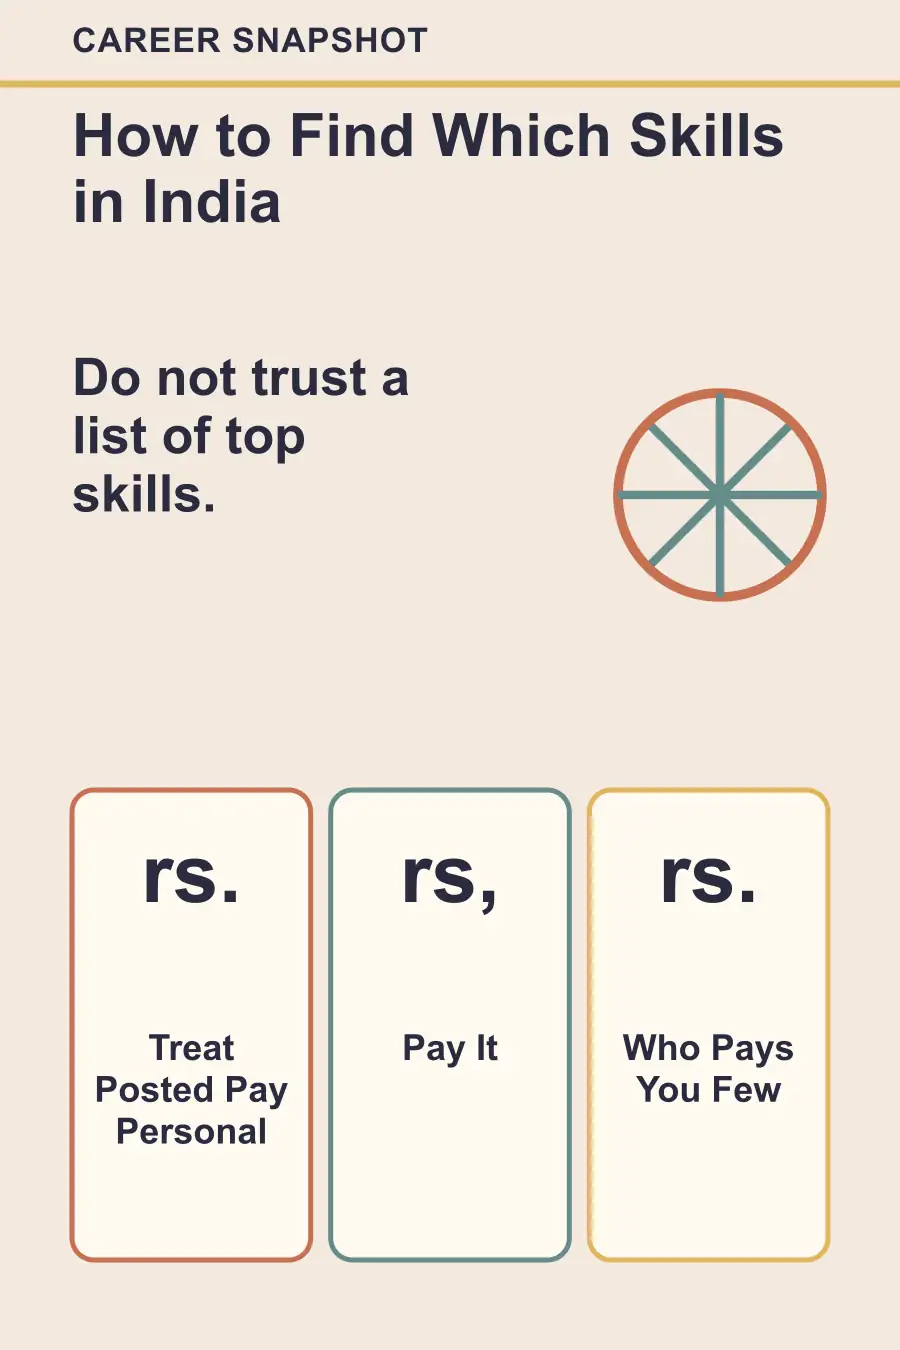 CAREER SNAPSHOT
How to Find Which Skills
in India
Do not trust a
list of top
skills.
rs.
Treat
Posted Pay
Personal
rs,
Pay It
rs.
Who Pays
You Few